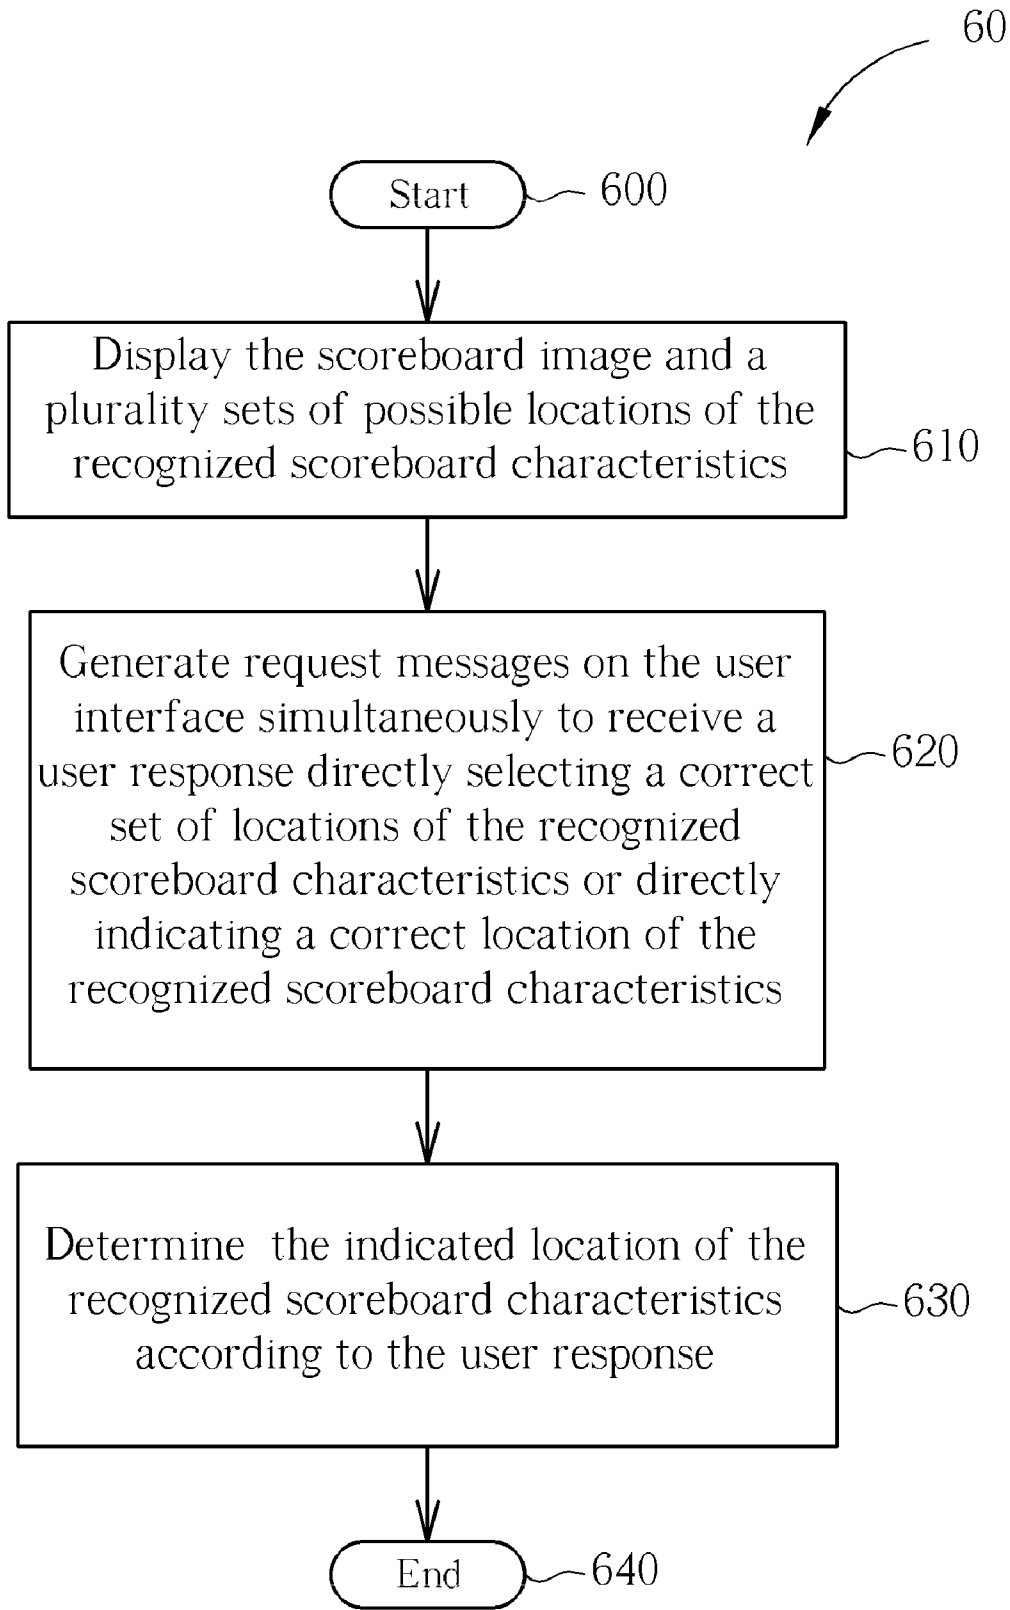 60
Start
600
Display the scoreboard image and a
plurality sets of possible locations of the
recognized scoreboard characteristics
610
Generate request messages on the user
interface simultaneously to receive a
user response directly selecting a correct
set of locations of the recognized
scoreboard characteristics or directly
indicating a correct location of the
recognized scoreboard characteristics
620
Determine the indicated location of the
recognized scoreboard characteristics
according to the user response
630
End
640